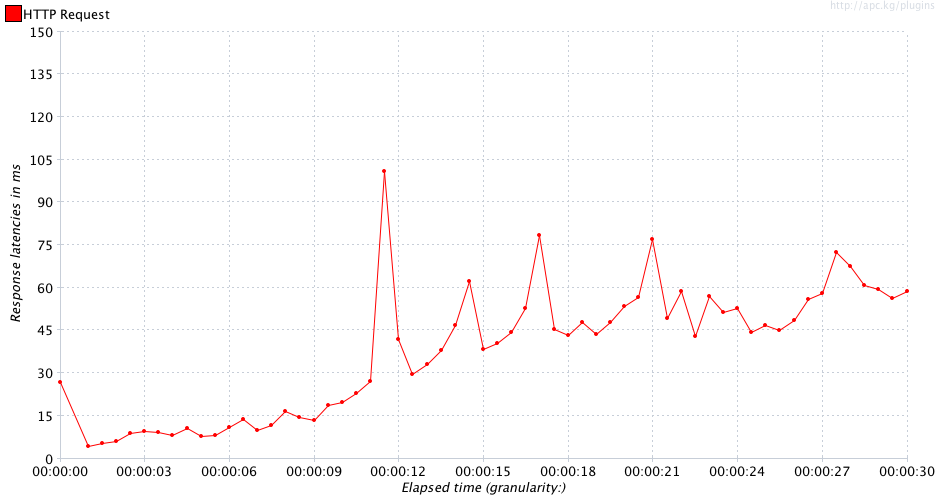 http://apc.kg/plugins
HTTP Request
150
135
120
105
90
75
60
45
30
15
0
Response latencies in ms
00:00:00 00:00:03 00:00:06 00:00:09 00:00:12 00:00:15 00:00:18 00:00:21 00:00:24 00:00:27 00:00:30
Elapsed time (granularity:)